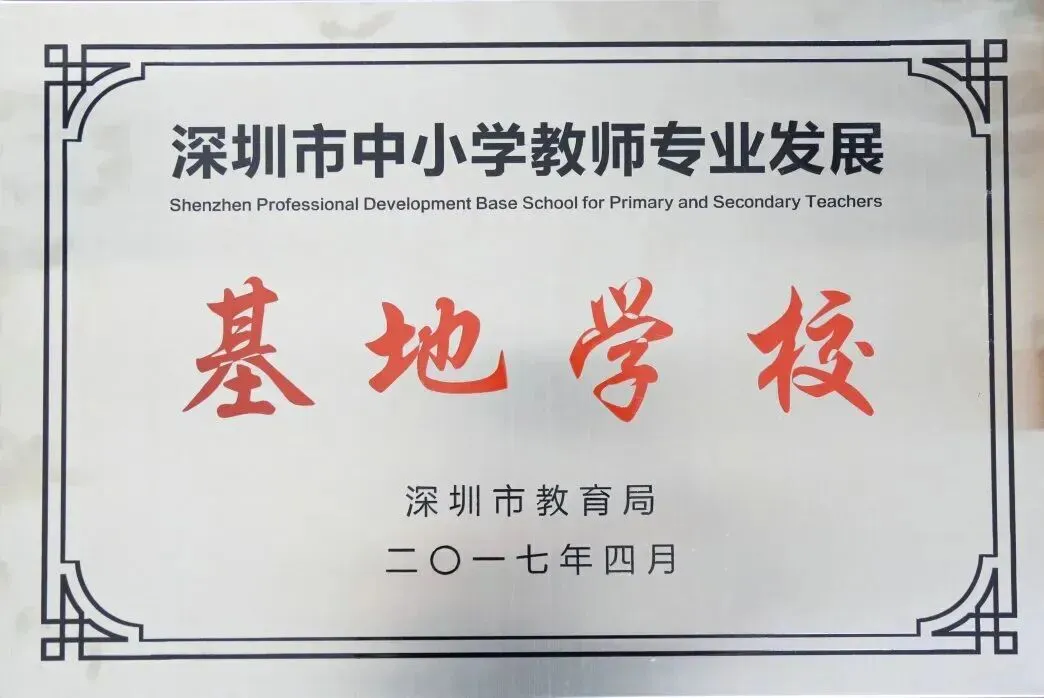 深圳市中小学教师专业发展
Shenzhen Professional Development Base School for Primary and Secondary Teachers
基地学校
深圳市教育局
二〇一七年四月